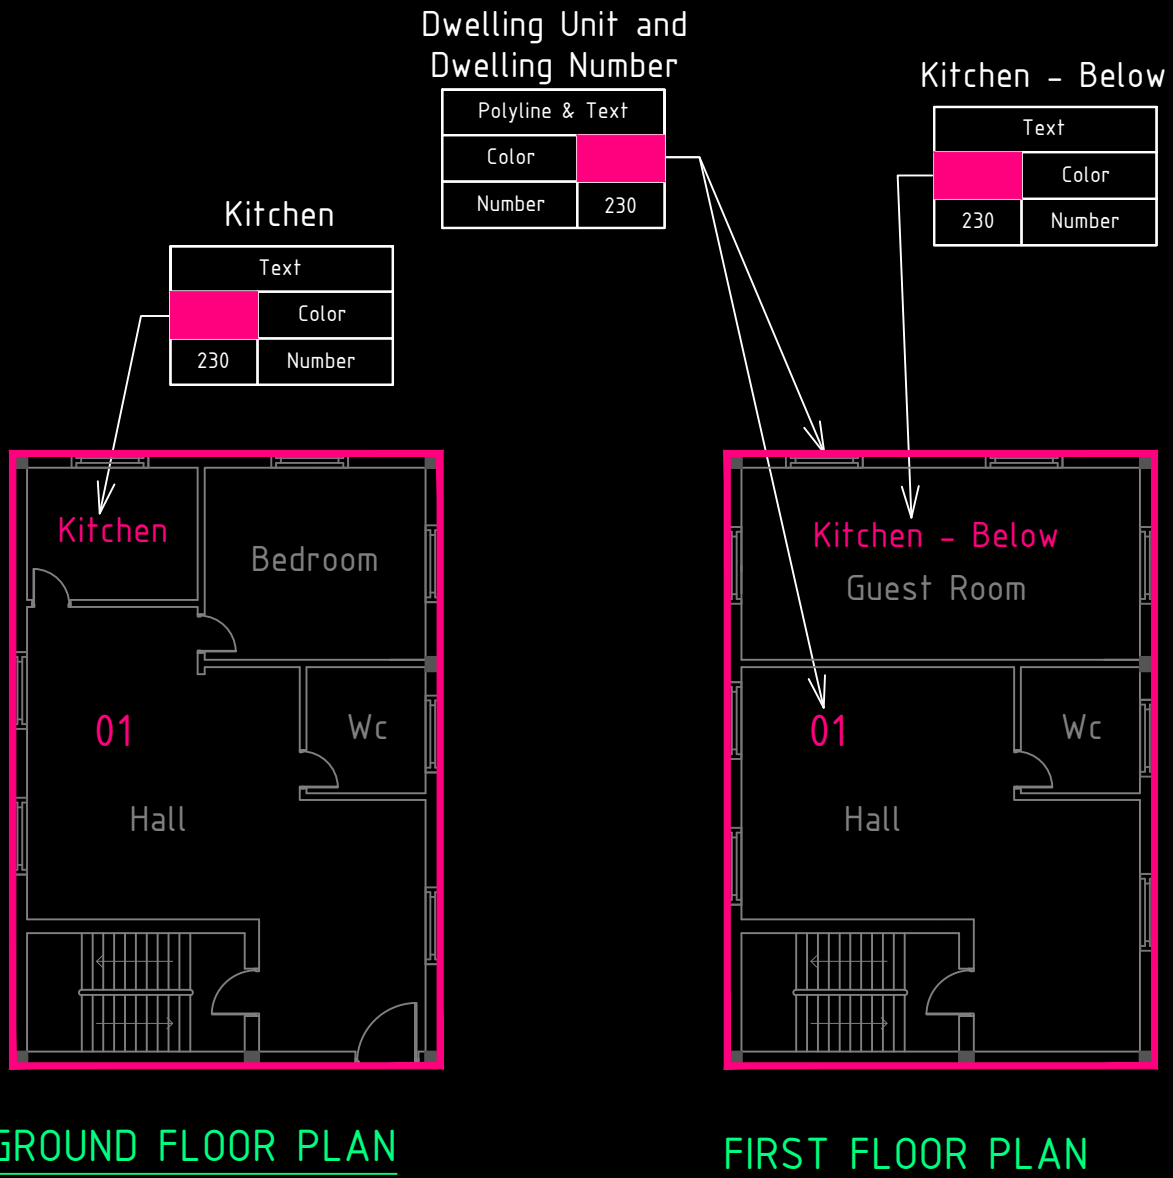 Dwelling Unit and
Dwelling Number
Polyline & Text
Color
Number 230
Kitchen - Below
Text
Color
230 Number
Kitchen
Text
Color
230 Number
Kitchen
Bedroom
01
Wc
Hall
GROUND FLOOR PLAN
Kitchen - Below
Guest Room
01
Wc
Hall
FIRST FLOOR PLAN